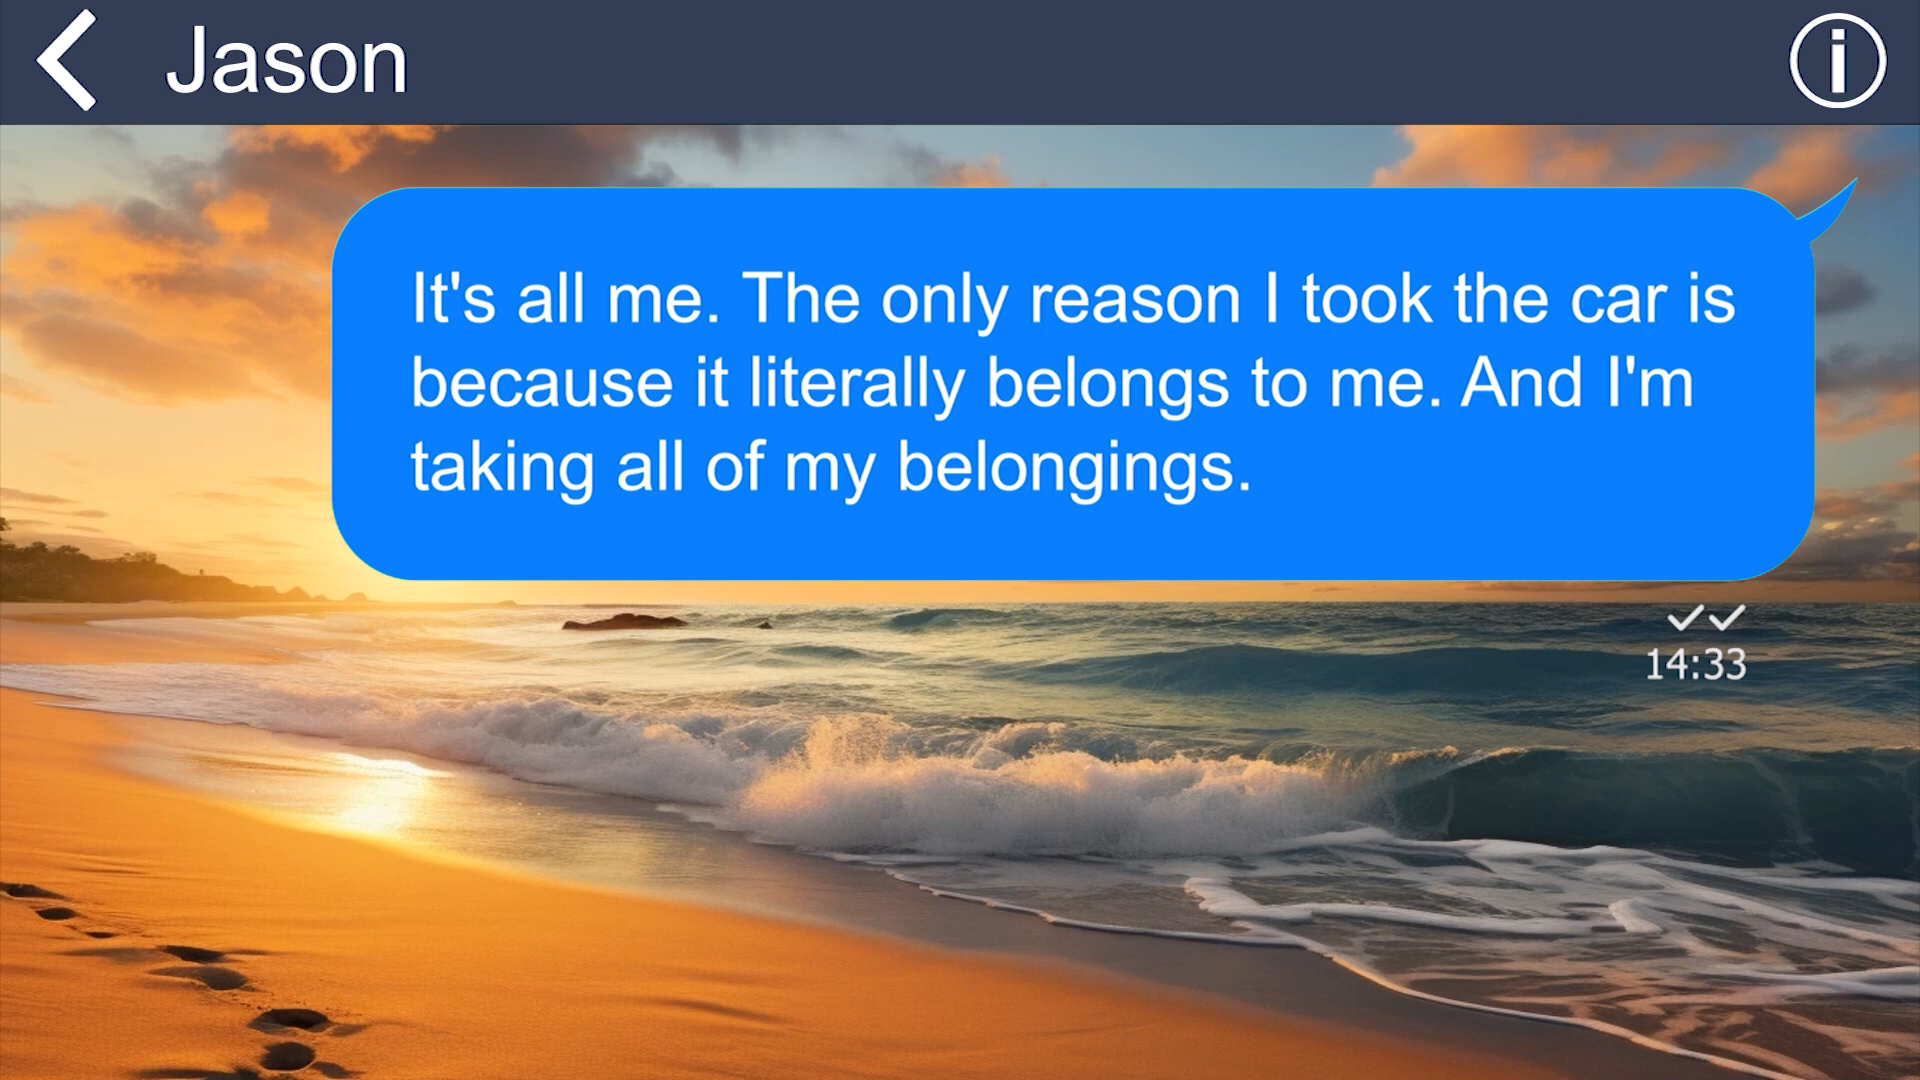 Jason
It's all me. The only reason I took the car is
because it literally belongs to me. And I'm
taking all of my belongings.
14:33